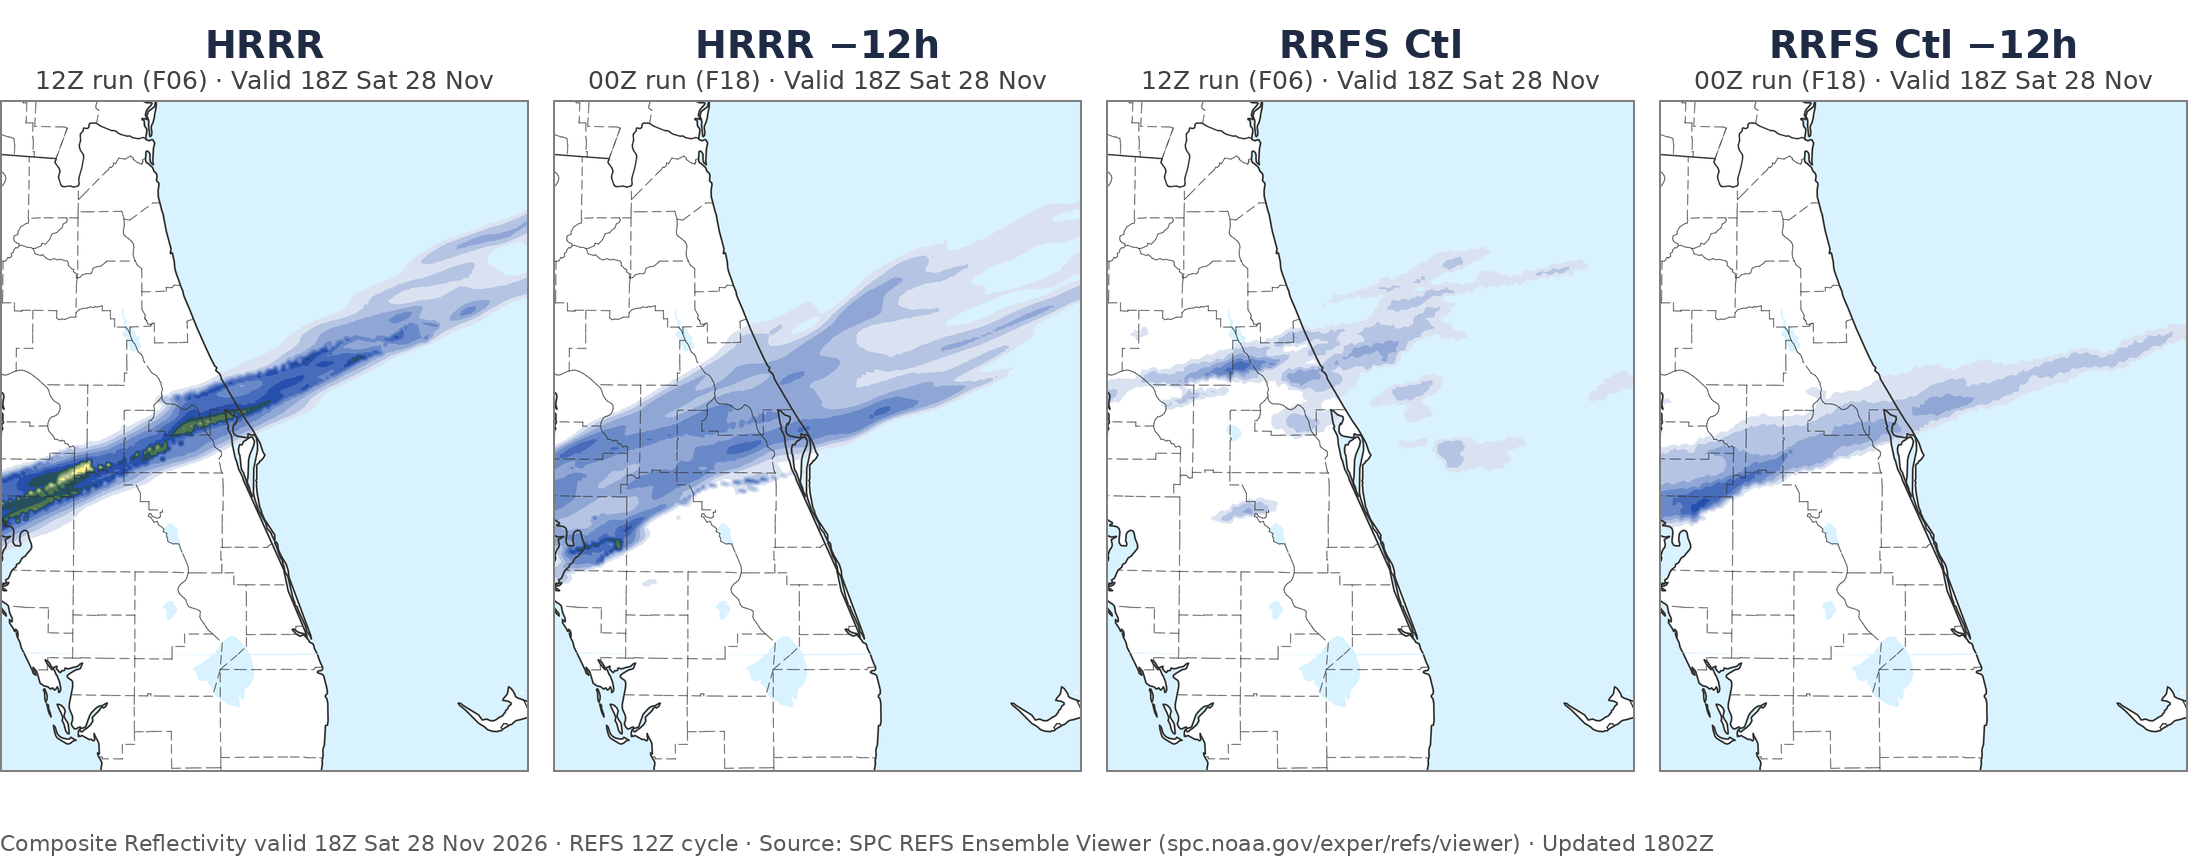 HRRR
12Z run (F06) · Valid 18Z Sat 28 Nov
HRRR −12h
00Z run (F18) · Valid 18Z Sat 28 Nov
RRFS Ctl
12Z run (F06) · Valid 18Z Sat 28 Nov
RRFS Ctl −12h
00Z run (F18) · Valid 18Z Sat 28 Nov
Composite Reflectivity valid 18Z Sat 28 Nov 2026 · REFS 12Z cycle · Source: SPC REFS Ensemble Viewer (spc.noaa.gov/exper/refs/viewer) · Updated 1802Z